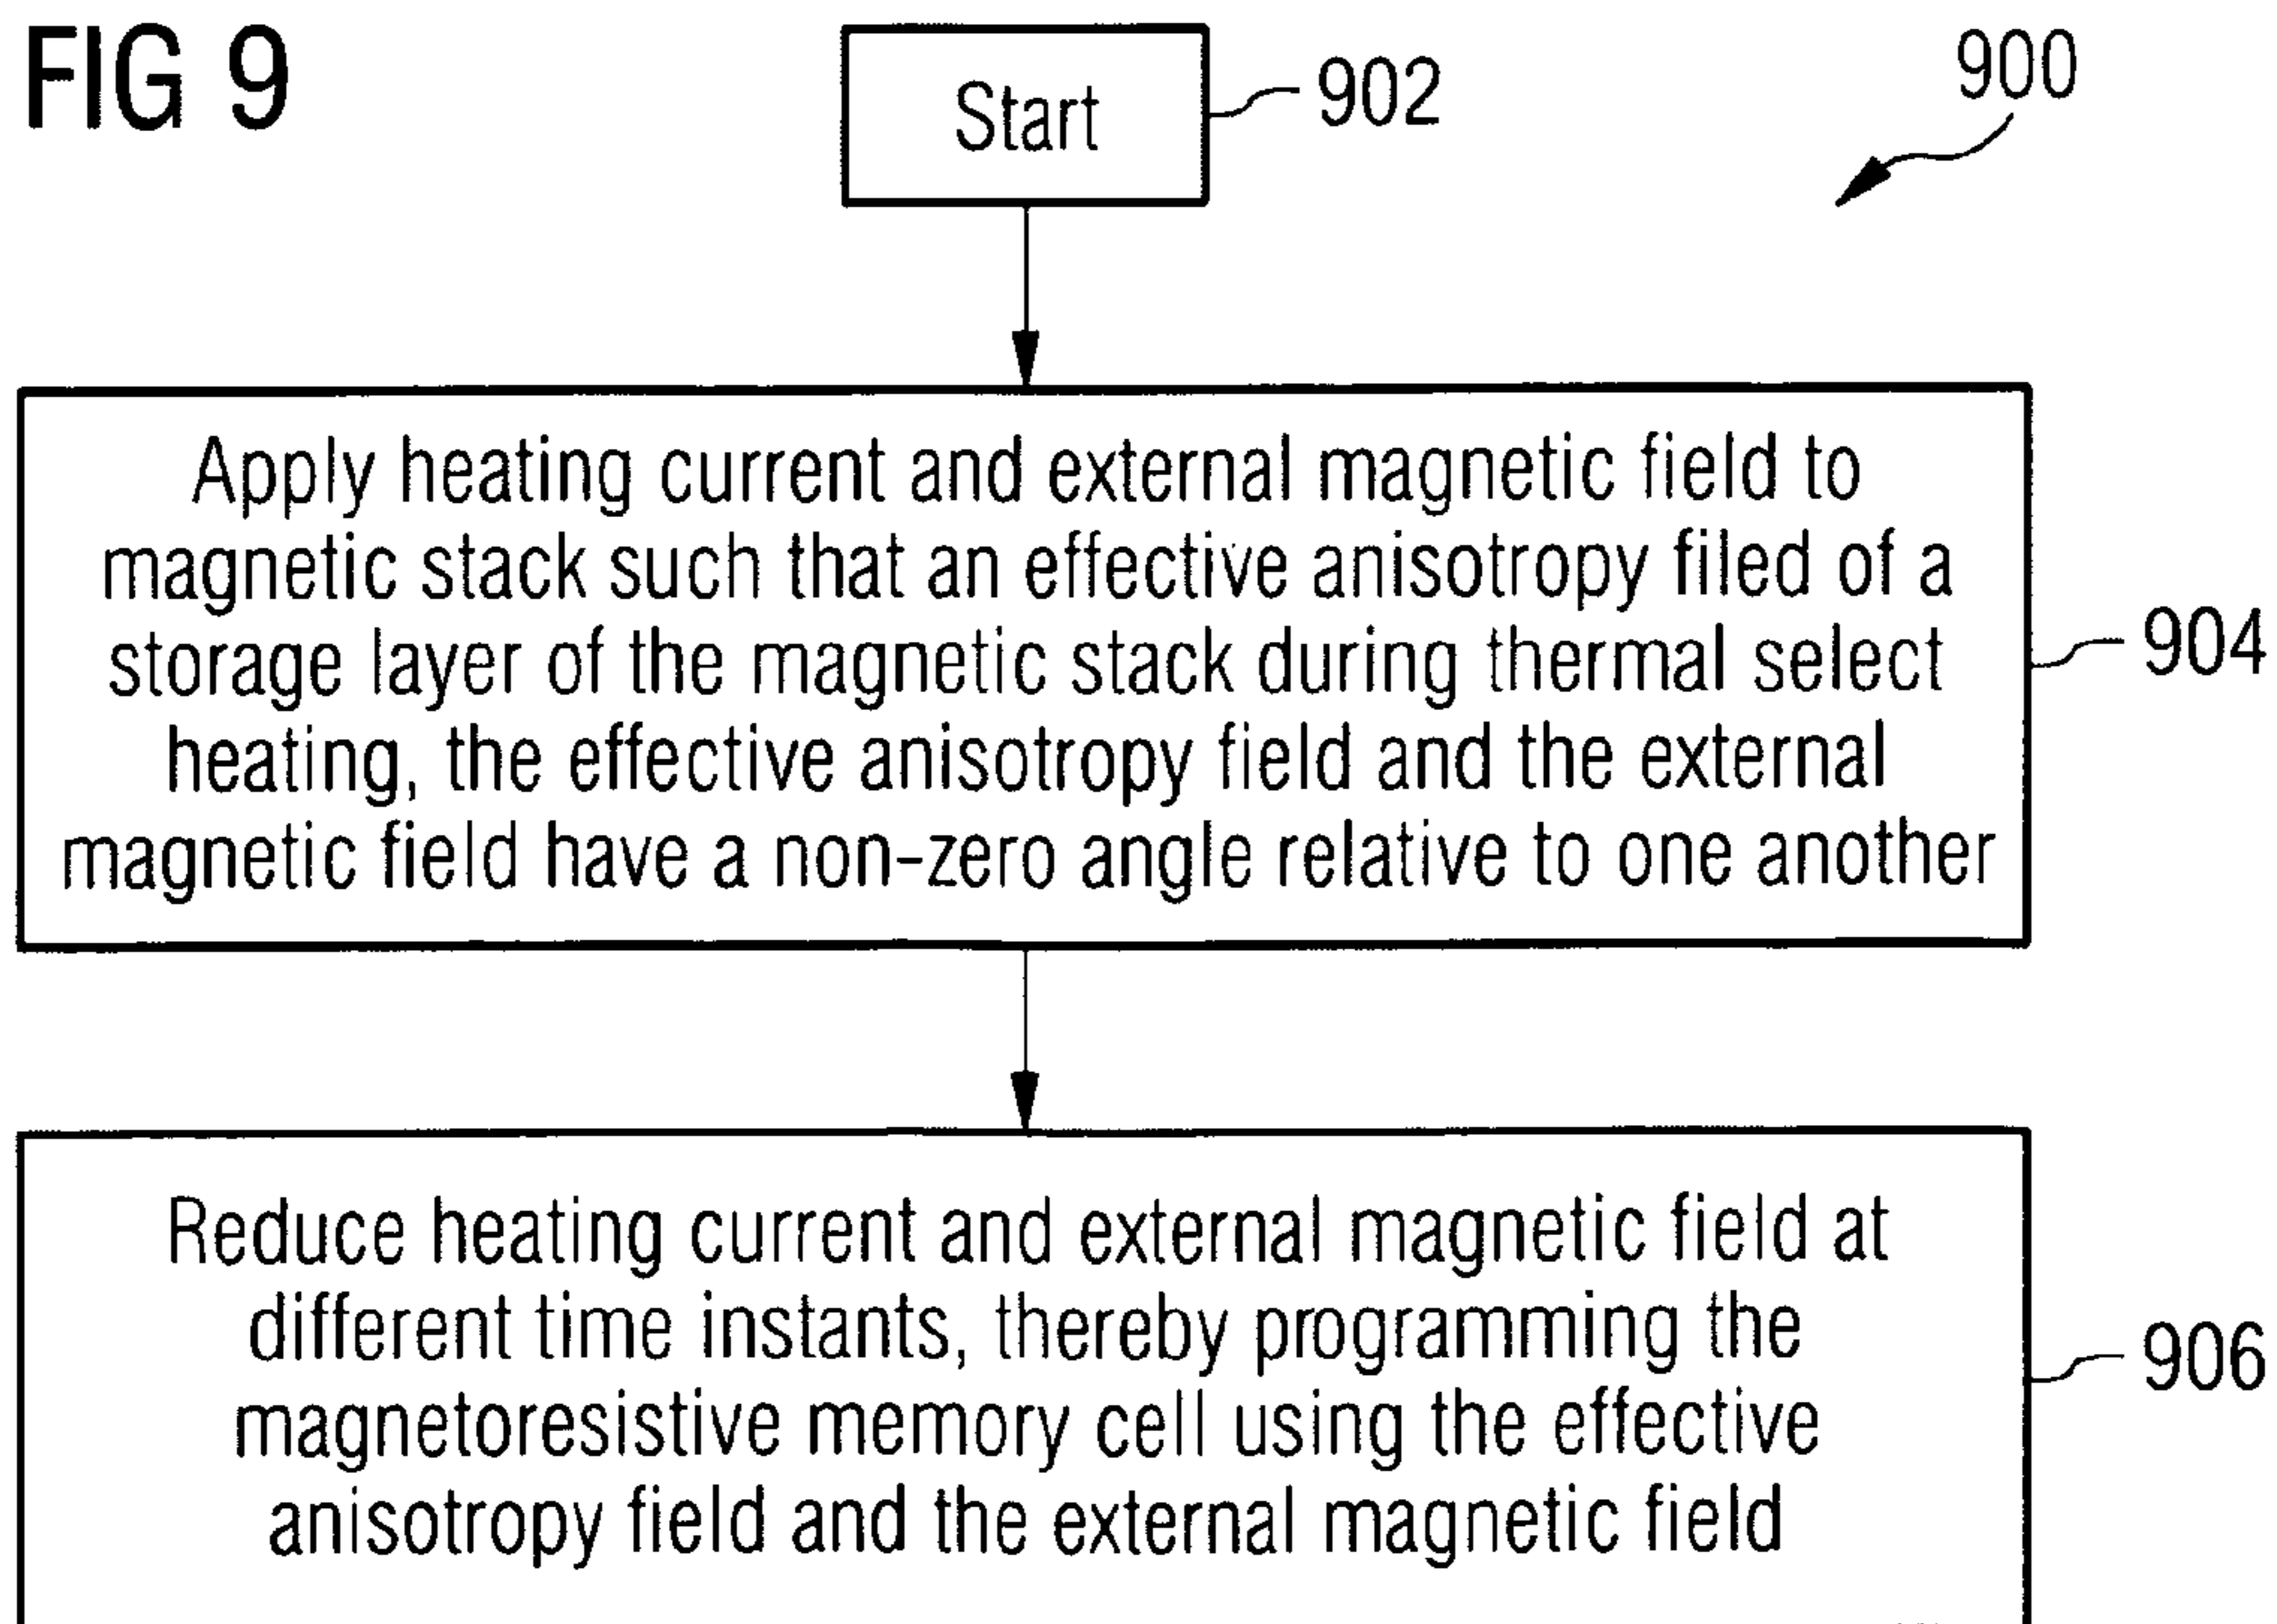 FIG 9
Start
902
900
Apply heating current and external magnetic field to
magnetic stack such that an effective anisotropy filed of a
storage layer of the magnetic stack during thermal select
heating, the effective anisotropy field and the external
magnetic field have a non-zero angle relative to one another
904
Reduce heating current and external magnetic field at
different time instants, thereby programming the
magnetoresistive memory cell using the effective
anisotropy field and the external magnetic field
906